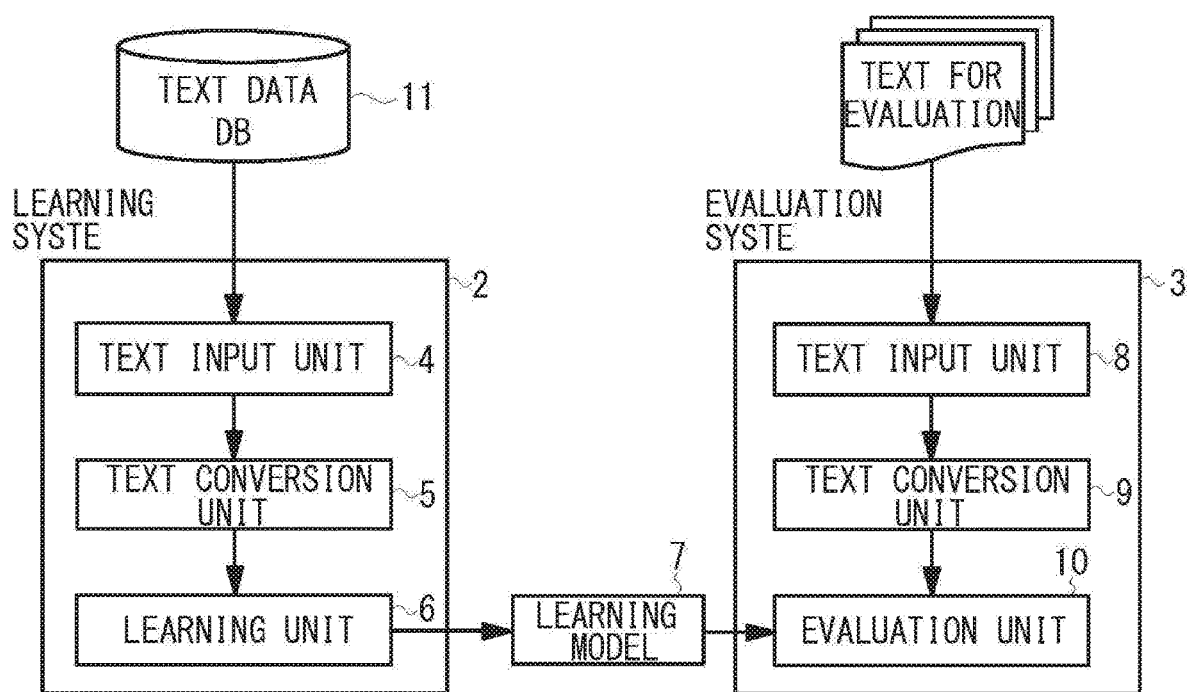 TEXT DATA
DB
11
TEXT FOR
EVALUATION
LEARNING
SYSTE
EVALUATION
SYSTE
2
3
TEXT INPUT UNIT
4
TEXT INPUT UNIT
8
TEXT CONVERSION
UNIT
5
TEXT CONVERSION
UNIT
9
LEARNING UNIT
6
7
LEARNING
MODEL
10
EVALUATION UNIT